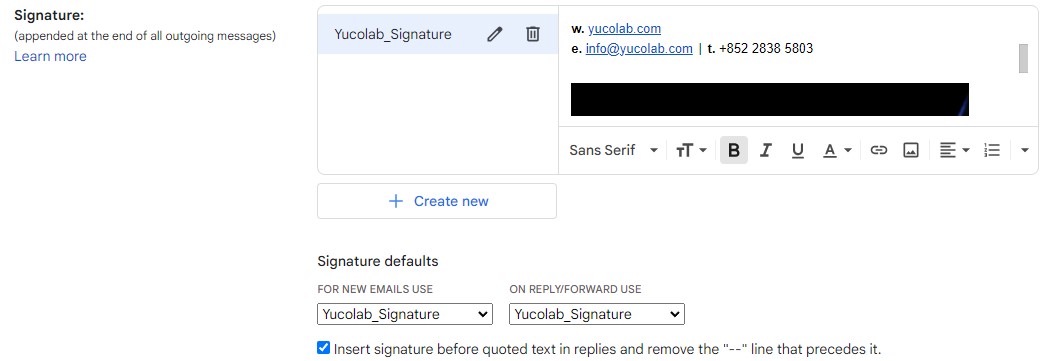 Signature:
(appended at the end of all outgoing messages)
Learn more
Yucolab_Signature
w. yucolab.com
e. info@yucolab.com | t. +852 2838 5803
Sans Serif
B I U A
Create new
Signature defaults
FOR NEW EMAILS USE
Yucolab_Signature
ON REPLY/FORWARD USE
Yucolab_Signature
Insert signature before quoted text in replies and remove the "--" line that precedes it.